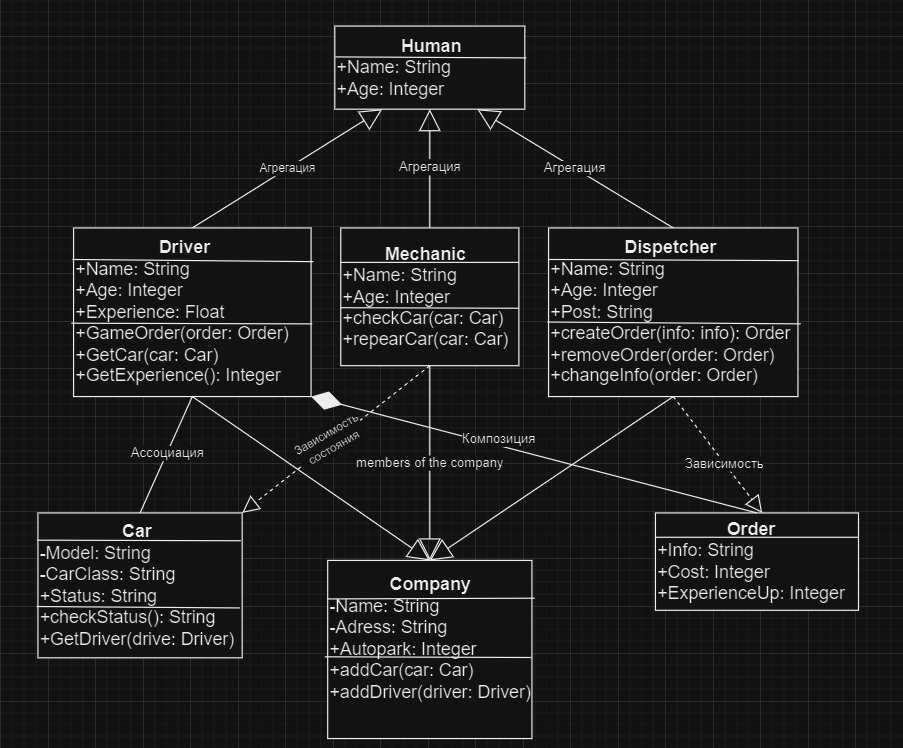 Human
+Name: String
+Age: Integer
Агрегация
Агрегация
Агрегация
Driver
+Name: String
+Age: Integer
+Experience: Float
+GameOrder(order: Order)
+GetCar(car: Car)
+GetExperience(): Integer
Mechanic
+Name: String
+Age: Integer
+checkCar(car: Car)
+repearCar(car: Car)
Dispetcher
+Name: String
+Age: Integer
+Post: String
+createOrder(info: info): Order
+removeOrder(order: Order)
+changeInfo(order: Order)
Ассоциация
Зависимость
состояния
Композиция
members of the company
Зависимость
Car
-Model: String
-CarClass: String
+Status: String
+checkStatus(): String
+GetDriver(drive: Driver)
Company
-Name: String
-Adress: String
+Autopark: Integer
+addCar(car: Car)
+addDriver(driver: Driver)
Order
+Info: String
+Cost: Integer
+ExperienceUp: Integer